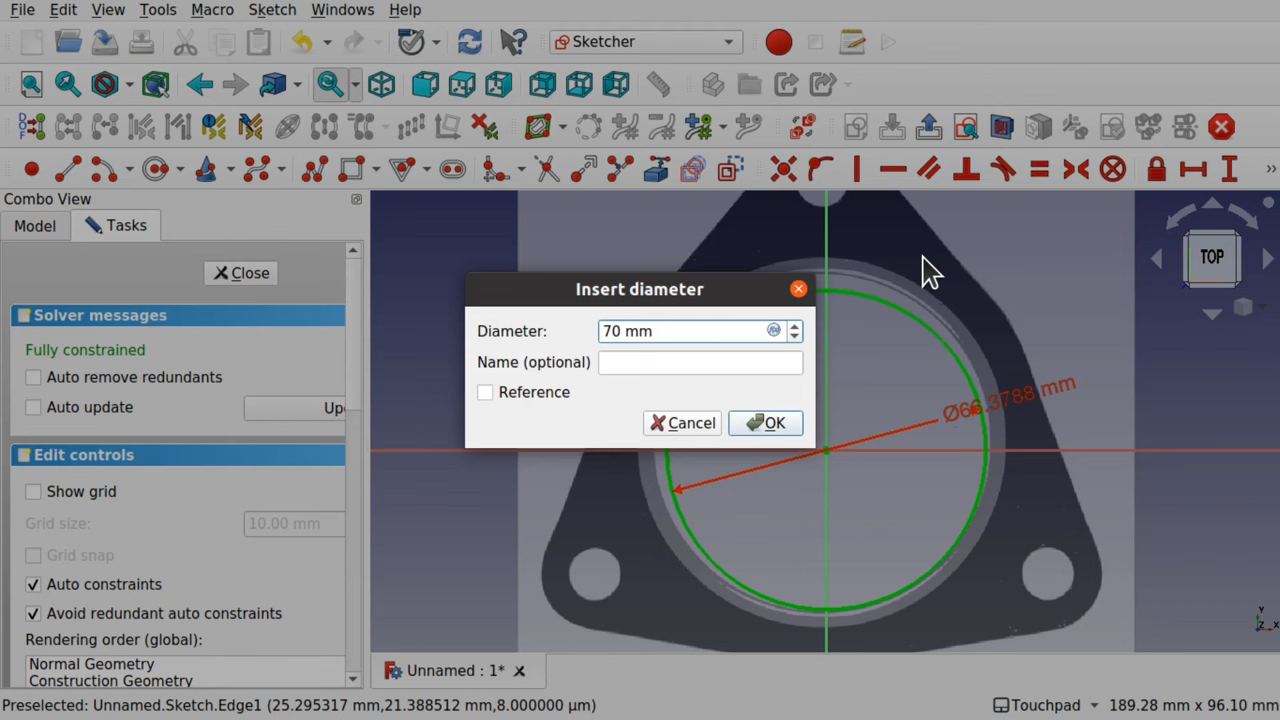 File Edit View Tools Macro Sketch Windows Help
Sketcher
Combo View
Model Tasks
Close
Solver messages
Fully constrained
Auto remove redundants
Auto update
Edit controls
Show grid
Grid size: 10.00 mm
Grid snap
Auto constraints
Avoid redundant auto constraints
Rendering order (global):
Normal Geometry
Construction Geometry
Insert diameter
Diameter: 70 mm
Name (optional)
Reference
Cancel OK
TOP
Y
Z X
Unnamed : 1*
Preselected: Unnamed.Sketch.Edge1 (25.295317 mm,21.388512 mm,8.000000 μm) Touchpad 189.28 mm x 96.10 mm